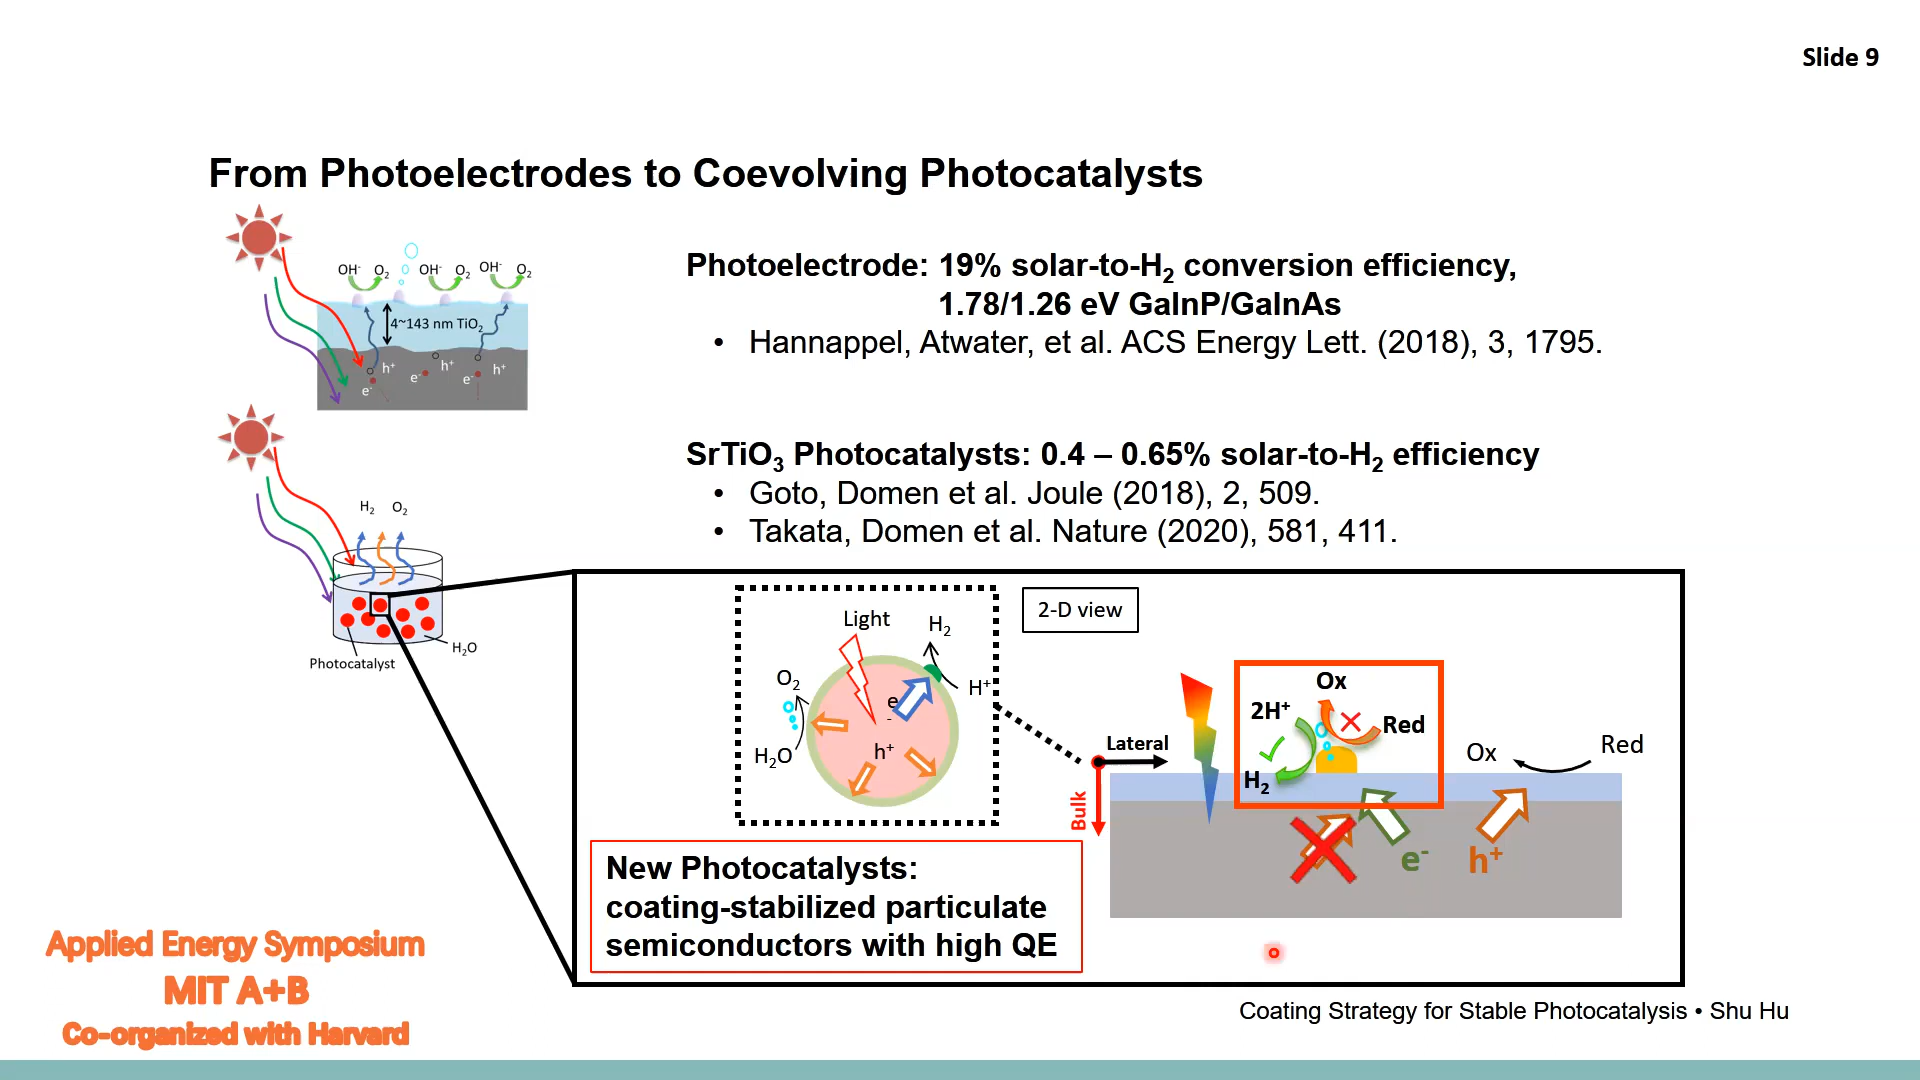 Slide 9
From Photoelectrodes to Coevolving Photocatalysts
OH- O2 OH- O2 OH- O2
4~143 nm TiO2
h+ h+ h+
e- e- e-
Photoelectrode: 19% solar-to-H2 conversion efficiency,
1.78/1.26 eV GaInP/GaInAs
• Hannappel, Atwater, et al. ACS Energy Lett. (2018), 3, 1795.
SrTiO3 Photocatalysts: 0.4 – 0.65% solar-to-H2 efficiency
• Goto, Domen et al. Joule (2018), 2, 509.
• Takata, Domen et al. Nature (2020), 581, 411.
H2 O2
H2O
Photocatalyst
Light
H2
O2
H+
e-
h+
H2O
2-D view
Lateral
Bulk
Ox
2H+
Red
H2
Ox
Red
e-
h+
New Photocatalysts:
coating-stabilized particulate
semiconductors with high QE
Applied Energy Symposium
MIT A+B
Co-organized with Harvard
Coating Strategy for Stable Photocatalysis • Shu Hu